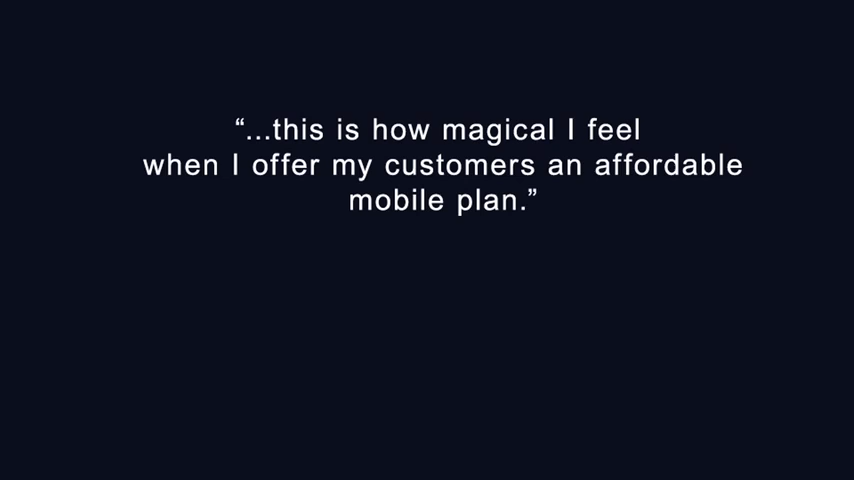 “...this is how magical I feel
when I offer my customers an affordable
mobile plan.”